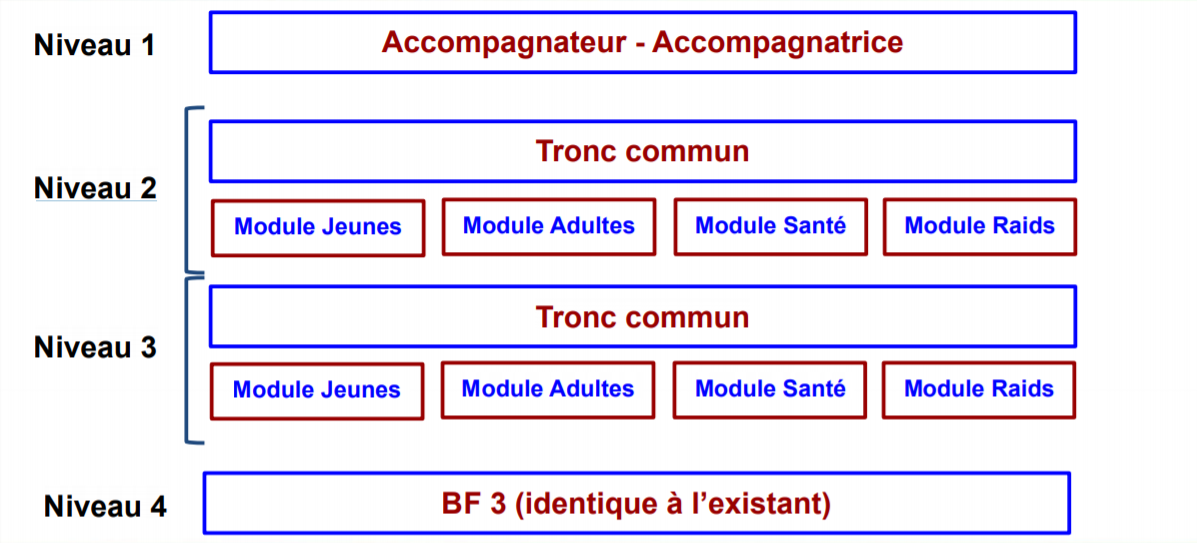 Niveau 1
Accompagnateur - Accompagnatrice
Niveau 2
Tronc commun
Module Jeunes
Module Adultes
Module Santé
Module Raids
Niveau 3
Tronc commun
Module Jeunes
Module Adultes
Module Santé
Module Raids
Niveau 4
BF 3 (identique à l’existant)